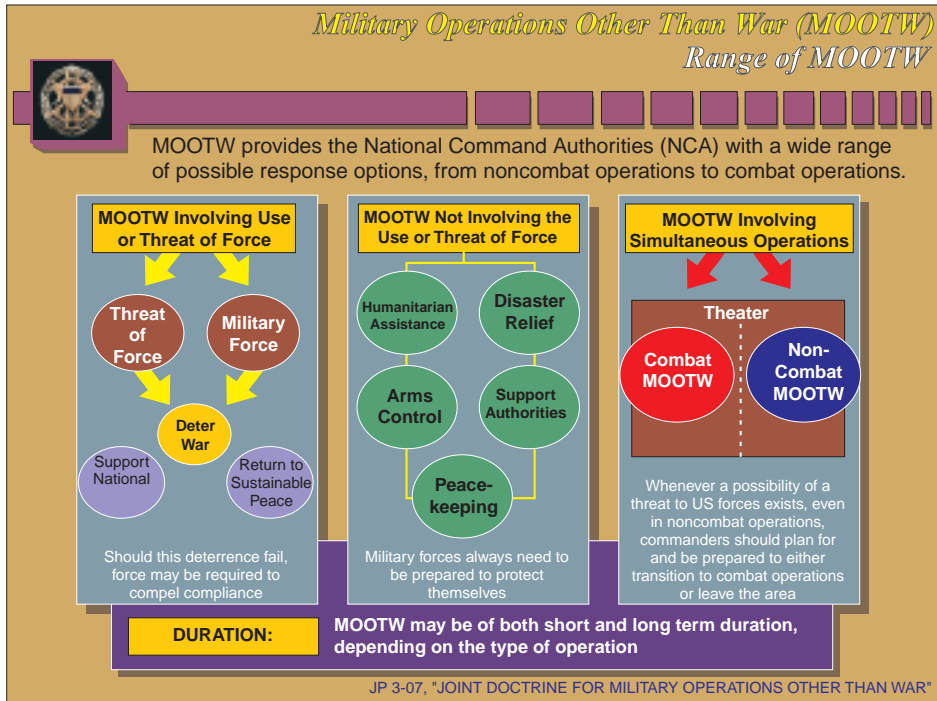 Military Operations Other Than War (MOOTW)
Range of MOOTW
MOOTW provides the National Command Authorities (NCA) with a wide range
of possible response options, from noncombat operations to combat operations.
MOOTW Involving Use
or Threat of Force
Threat
of
Force
Military
Force
Deter
War
Support
National
Return to
Sustainable
Peace
Should this deterrence fail,
force may be required to
compel compliance
MOOTW Not Involving the
Use or Threat of Force
Humanitarian
Assistance
Disaster
Relief
Arms
Control
Support
Authorities
Peace-
keeping
Military forces always need to
be prepared to protect
themselves
MOOTW Involving
Simultaneous Operations
Theater
Combat
MOOTW
Non-
Combat
MOOTW
Whenever a possibility of a
threat to US forces exists, even
in noncombat operations,
commanders should plan for
and be prepared to either
transition to combat operations
or leave the area
DURATION:
MOOTW may be of both short and long term duration,
depending on the type of operation
JP 3-07, "JOINT DOCTRINE FOR MILITARY OPERATIONS OTHER THAN WAR"